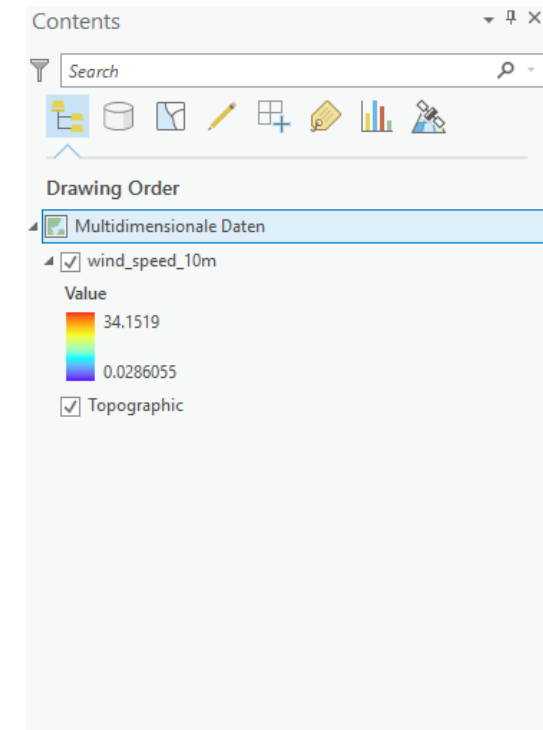 Contents
Search
Drawing Order
Multidimensionale Daten
wind_speed_10m
Value
34.1519
0.0286055
Topographic